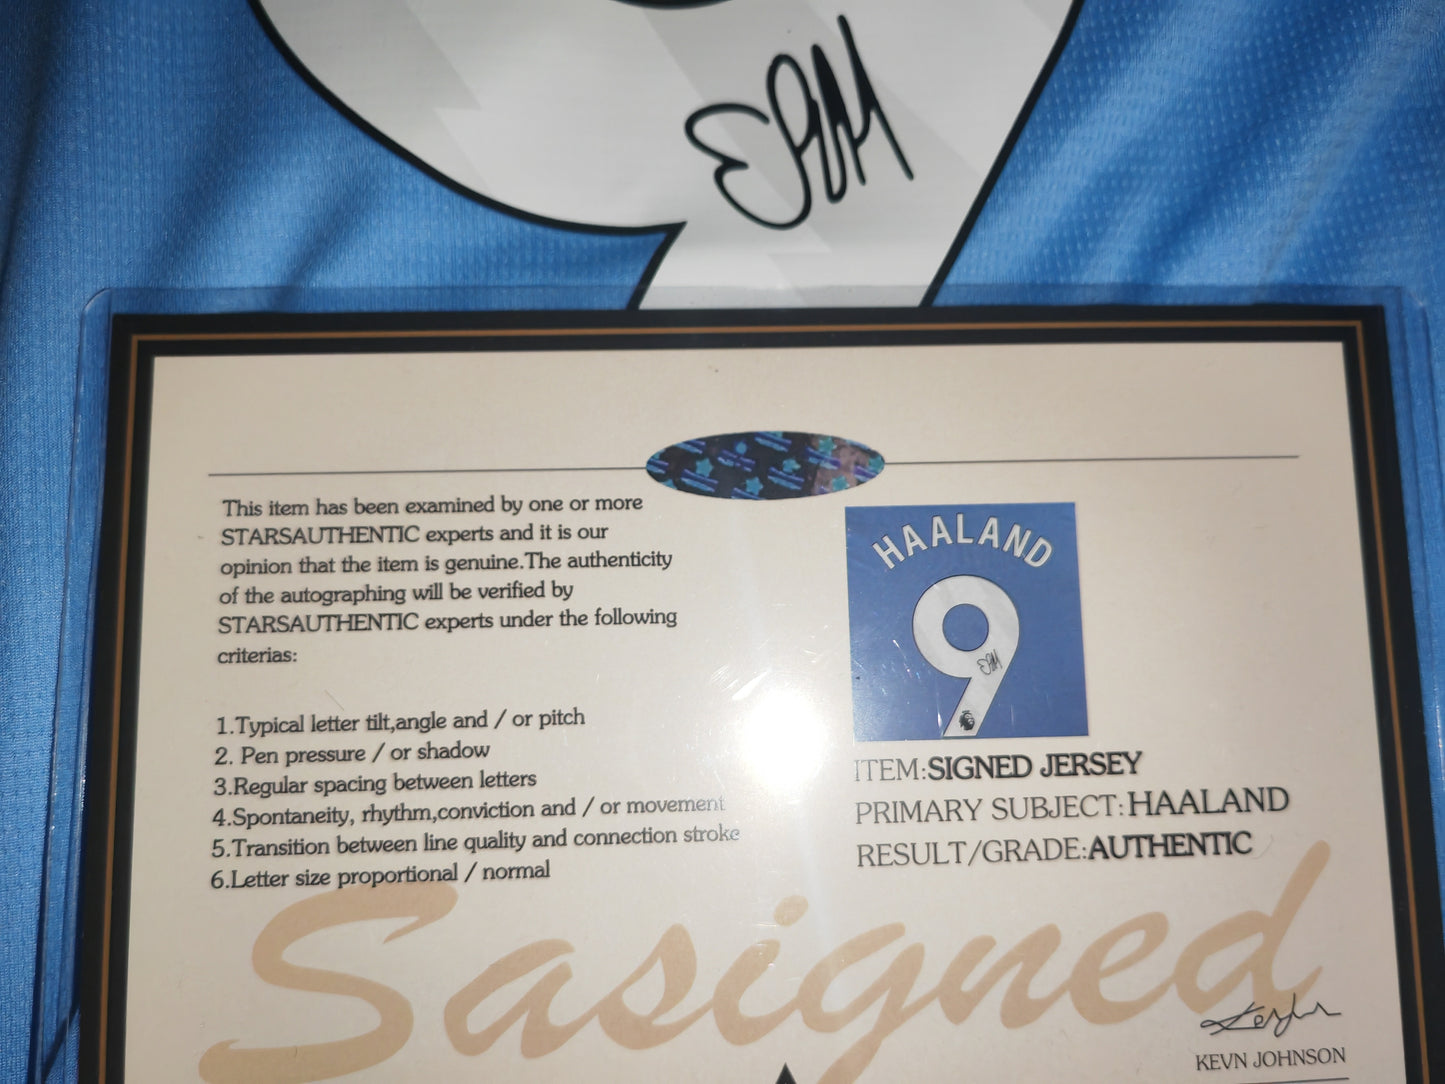 This item has been examined by one or more
STARSAUTHENTIC experts and it is our
opinion that the item is genuine.The authenticity
of the autographing will be verified by
STARSAUTHENTIC experts under the following
criterias:
1.Typical letter tilt,angle and / or pitch
2. Pen pressure / or shadow
3.Regular spacing between letters
4.Spontaneity, rhythm,conviction and / or movement
5.Transition between line quality and connection stroke
6.Letter size proportional / normal
HAALAND
9
ITEM:SIGNED JERSEY
PRIMARY SUBJECT:HAALAND
RESULT/GRADE:AUTHENTIC
Sasigned
KEVN JOHNSON